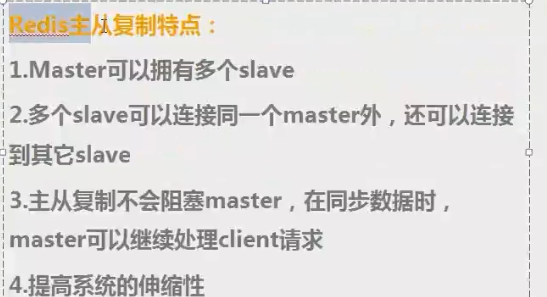 Redis主从复制特点：
1.Master可以拥有多个slave
2.多个slave可以连接同一个master外，还可以连接
到其它slave
3.主从复制不会阻塞master，在同步数据时，
master可以继续处理client请求
4.提高系统的伸缩性